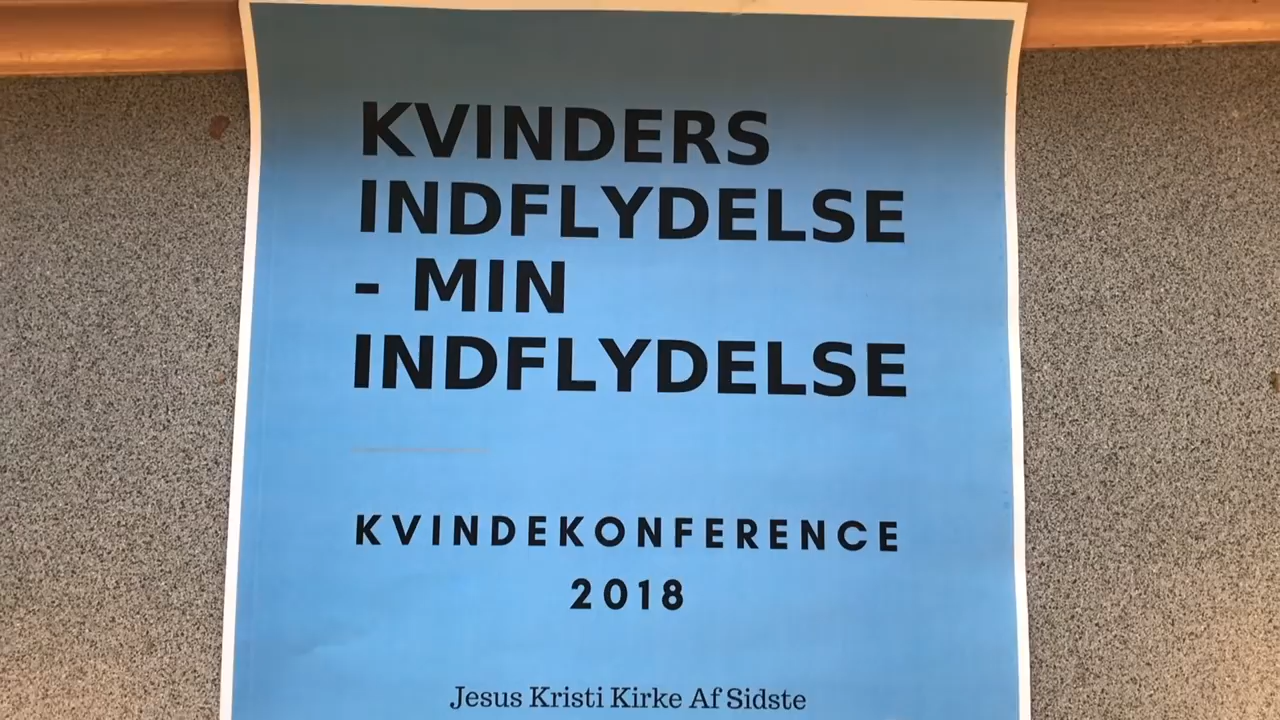 KVINDERS
INDFLYDELSE
- MIN
INDFLYDELSE
KVINDEKONFERENCE
2018
Jesus Kristi Kirke Af Sidste